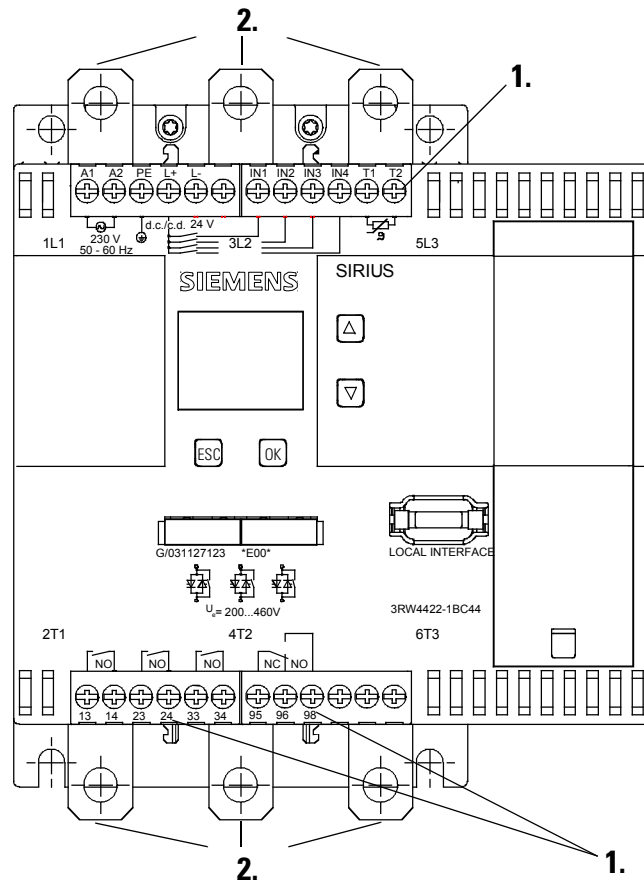 2.
1.
A1 A2 PE L+ L- IN1 IN2 IN3 IN4 T1 T2
d.c./c.d. 24 V
1L1 230 V 3L2 5L3
50 - 60 Hz
SIEMENS SIRIUS
ESC OK
G/031127123 *E00* LOCAL INTERFACE
Ue= 200...460V 3RW4422-1BC44
2T1 4T2 6T3
NO NO NO NC NO
13 14 23 24 33 34 95 96 98
2. 1.